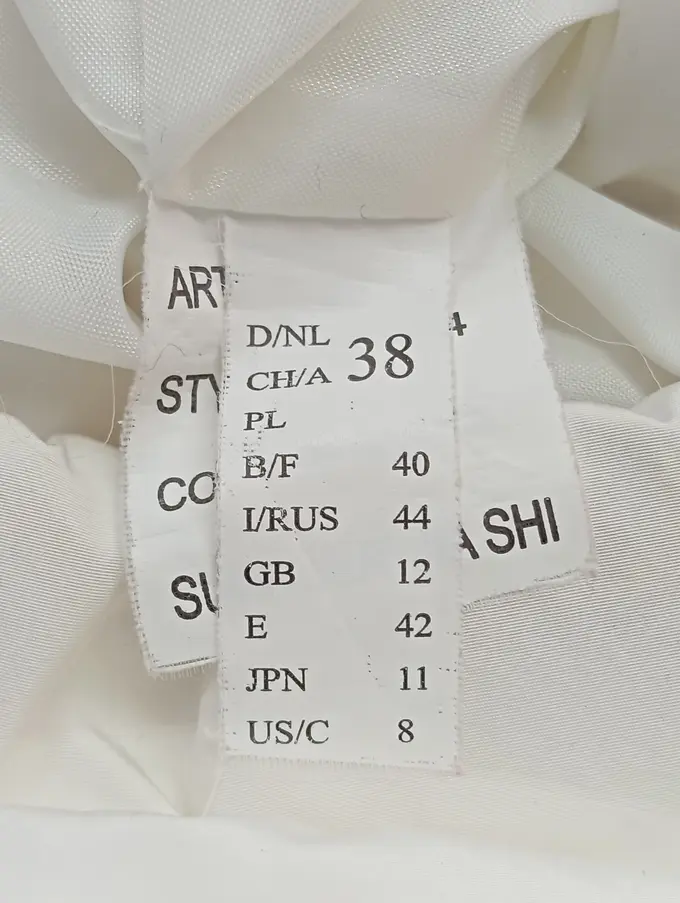 D/NL
CH/A 38
PL
B/F 40
I/RUS 44
GB 12
E 42
JPN 11
US/C 8
ART
4
STY
CO
SU
A SHI